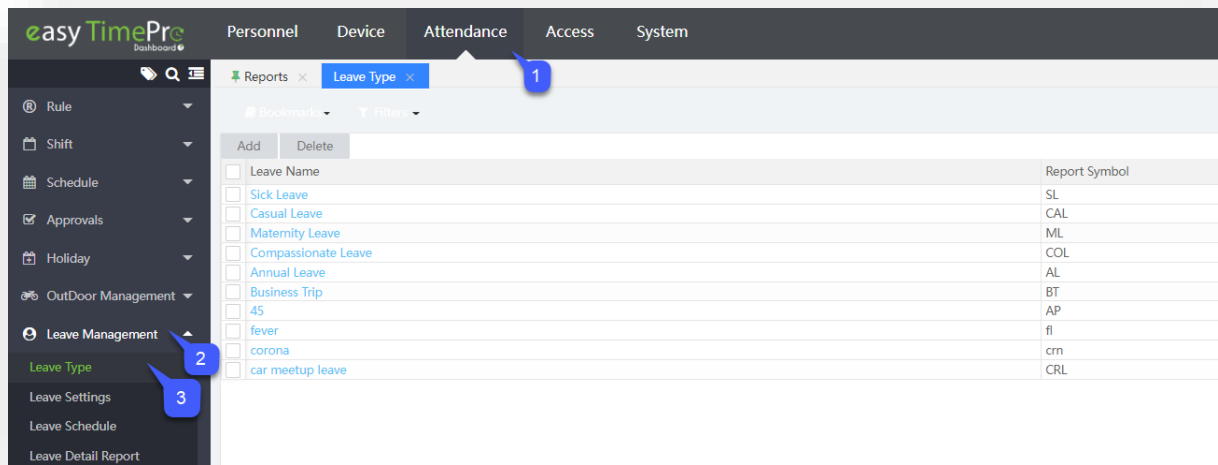 easy TimePro
Dashboard
Personnel Device Attendance Access System
1
Reports Leave Type
Bookmarks Filters
Rule
Shift
Schedule
Approvals
Holiday
OutDoor Management
Leave Management
2
Leave Type
3
Leave Settings
Leave Schedule
Leave Detail Report
Add Delete
Leave Name Report Symbol
Sick Leave SL
Casual Leave CAL
Maternity Leave ML
Compassionate Leave COL
Annual Leave AL
Business Trip BT
45 AP
fever fl
corona crn
car meetup leave CRL